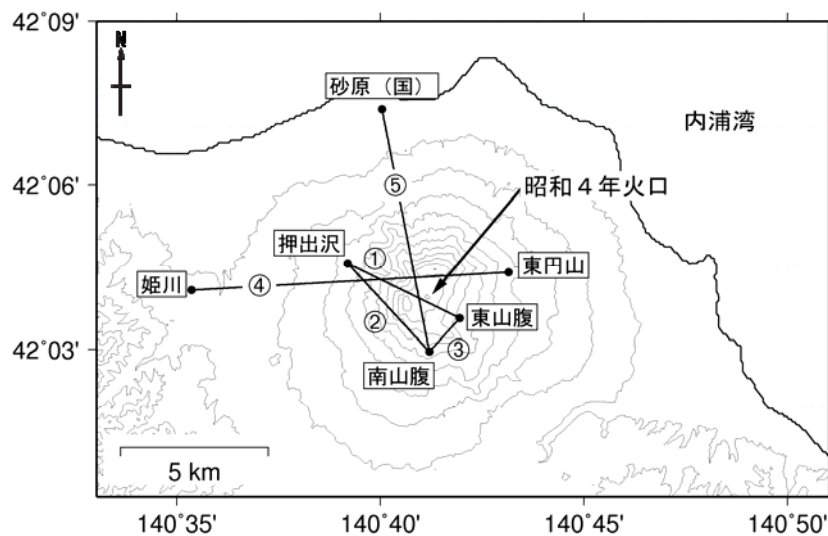 42°09′
N
砂原（国）
内浦湾
42°06′
⑤
昭和４年火口
押出沢
①
東円山
姫川
④
東山腹
②
③
42°03′
南山腹
5 km
140°35′
140°40′
140°45′
140°50′